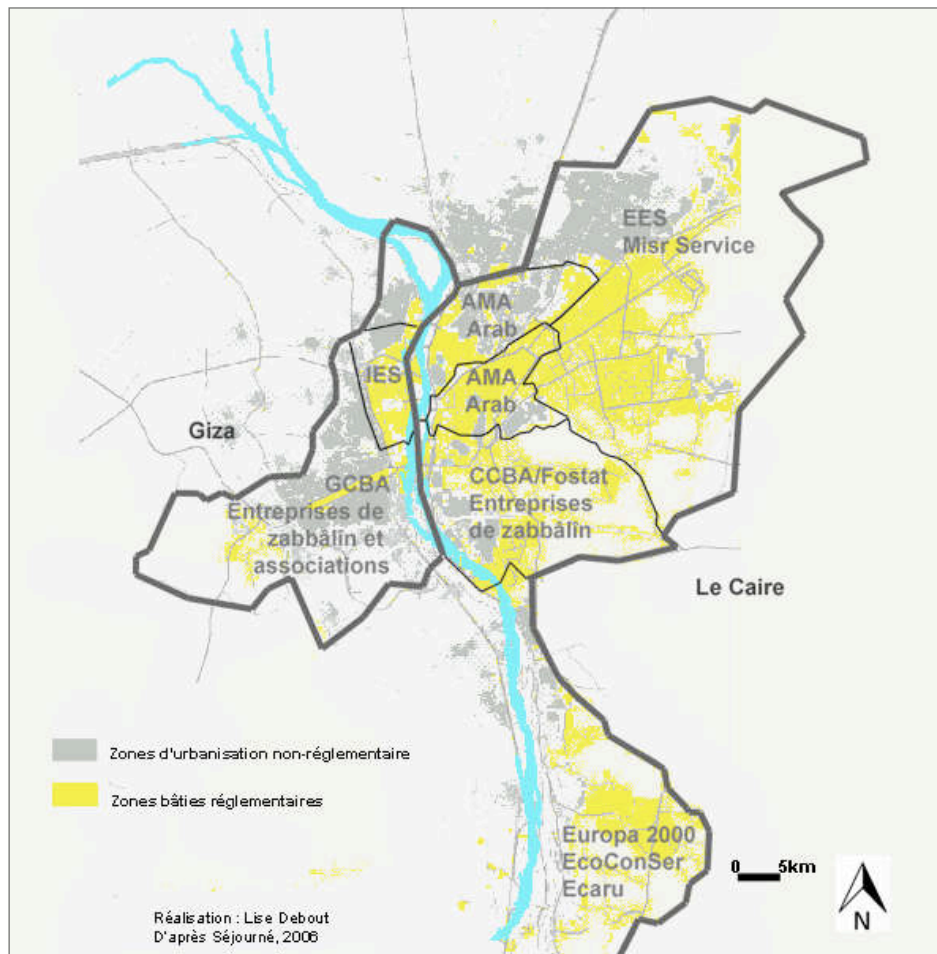 EES
Misr Service
AMA
Arab
IES
AMA
Arab
Giza
GCBA
Entreprises de
zabbâlîn et
associations
CCBA/Fostat
Entreprises
de zabbâlîn
Le Caire
Zones d'urbanisation non-réglementaire
Zones bâties réglementaires
Europa 2000
EcoConSer
Ecaru
0 5km
N
Réalisation : Lise Debout
D'après Séjourné, 2006